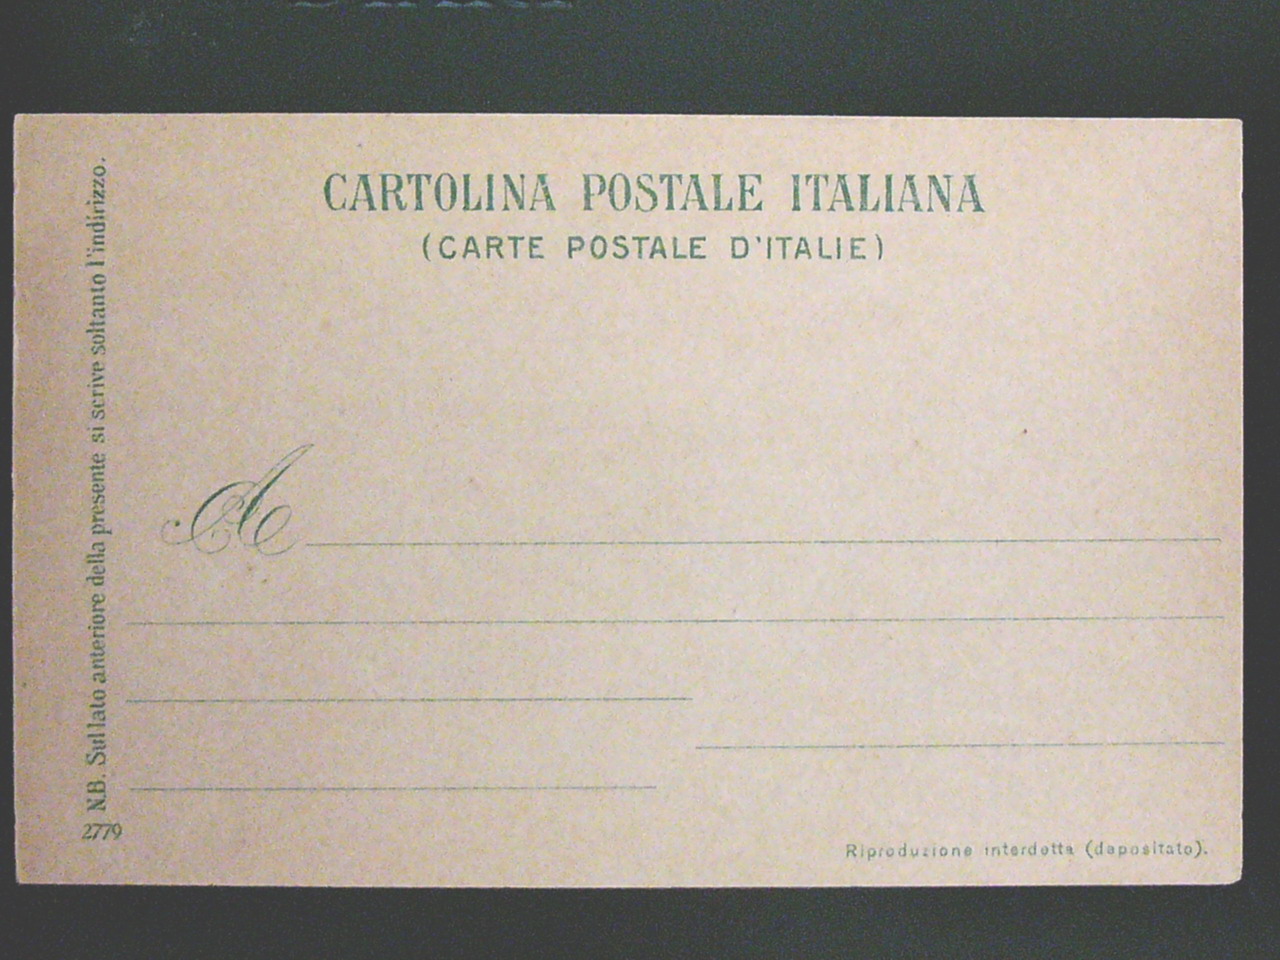 CARTOLINA POSTALE ITALIANA
(CARTE POSTALE D'ITALIE)
A
N.B. Sul lato anteriore della presente si scrive soltanto l'indirizzo.
2779
Riproduzione interdetta (depositato).